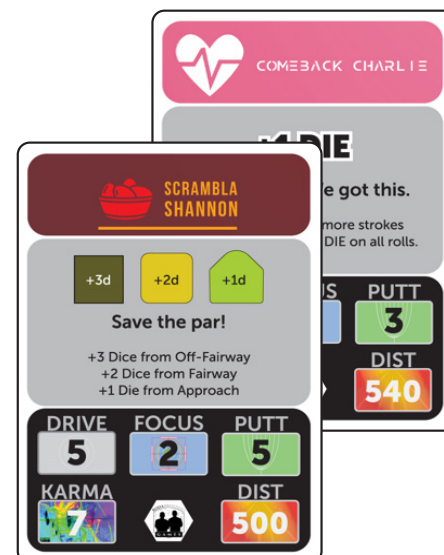 COMEBACK CHARLIE
+1 DIE
e got this.
more strokes
DIE on all rolls.
US PUTT
3
DIST
540
SCRAMBLA
SHANNON
+3d +2d +1d
Save the par!
+3 Dice from Off-Fairway
+2 Dice from Fairway
+1 Die from Approach
DRIVE FOCUS PUTT
5 2 5
KARMA DIST
7 500